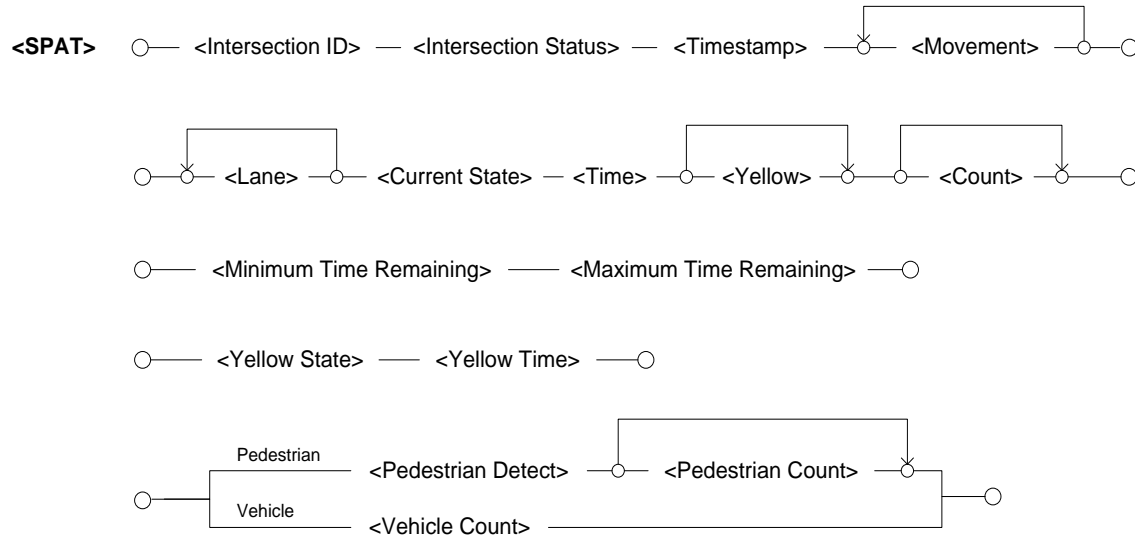 <SPAT> <Intersection ID> <Intersection Status> <Timestamp> <Movement>
<Lane> <Current State> <Time> <Yellow> <Count>
<Minimum Time Remaining> <Maximum Time Remaining>
<Yellow State> <Yellow Time>
Pedestrian
<Pedestrian Detect> <Pedestrian Count>
Vehicle
<Vehicle Count>